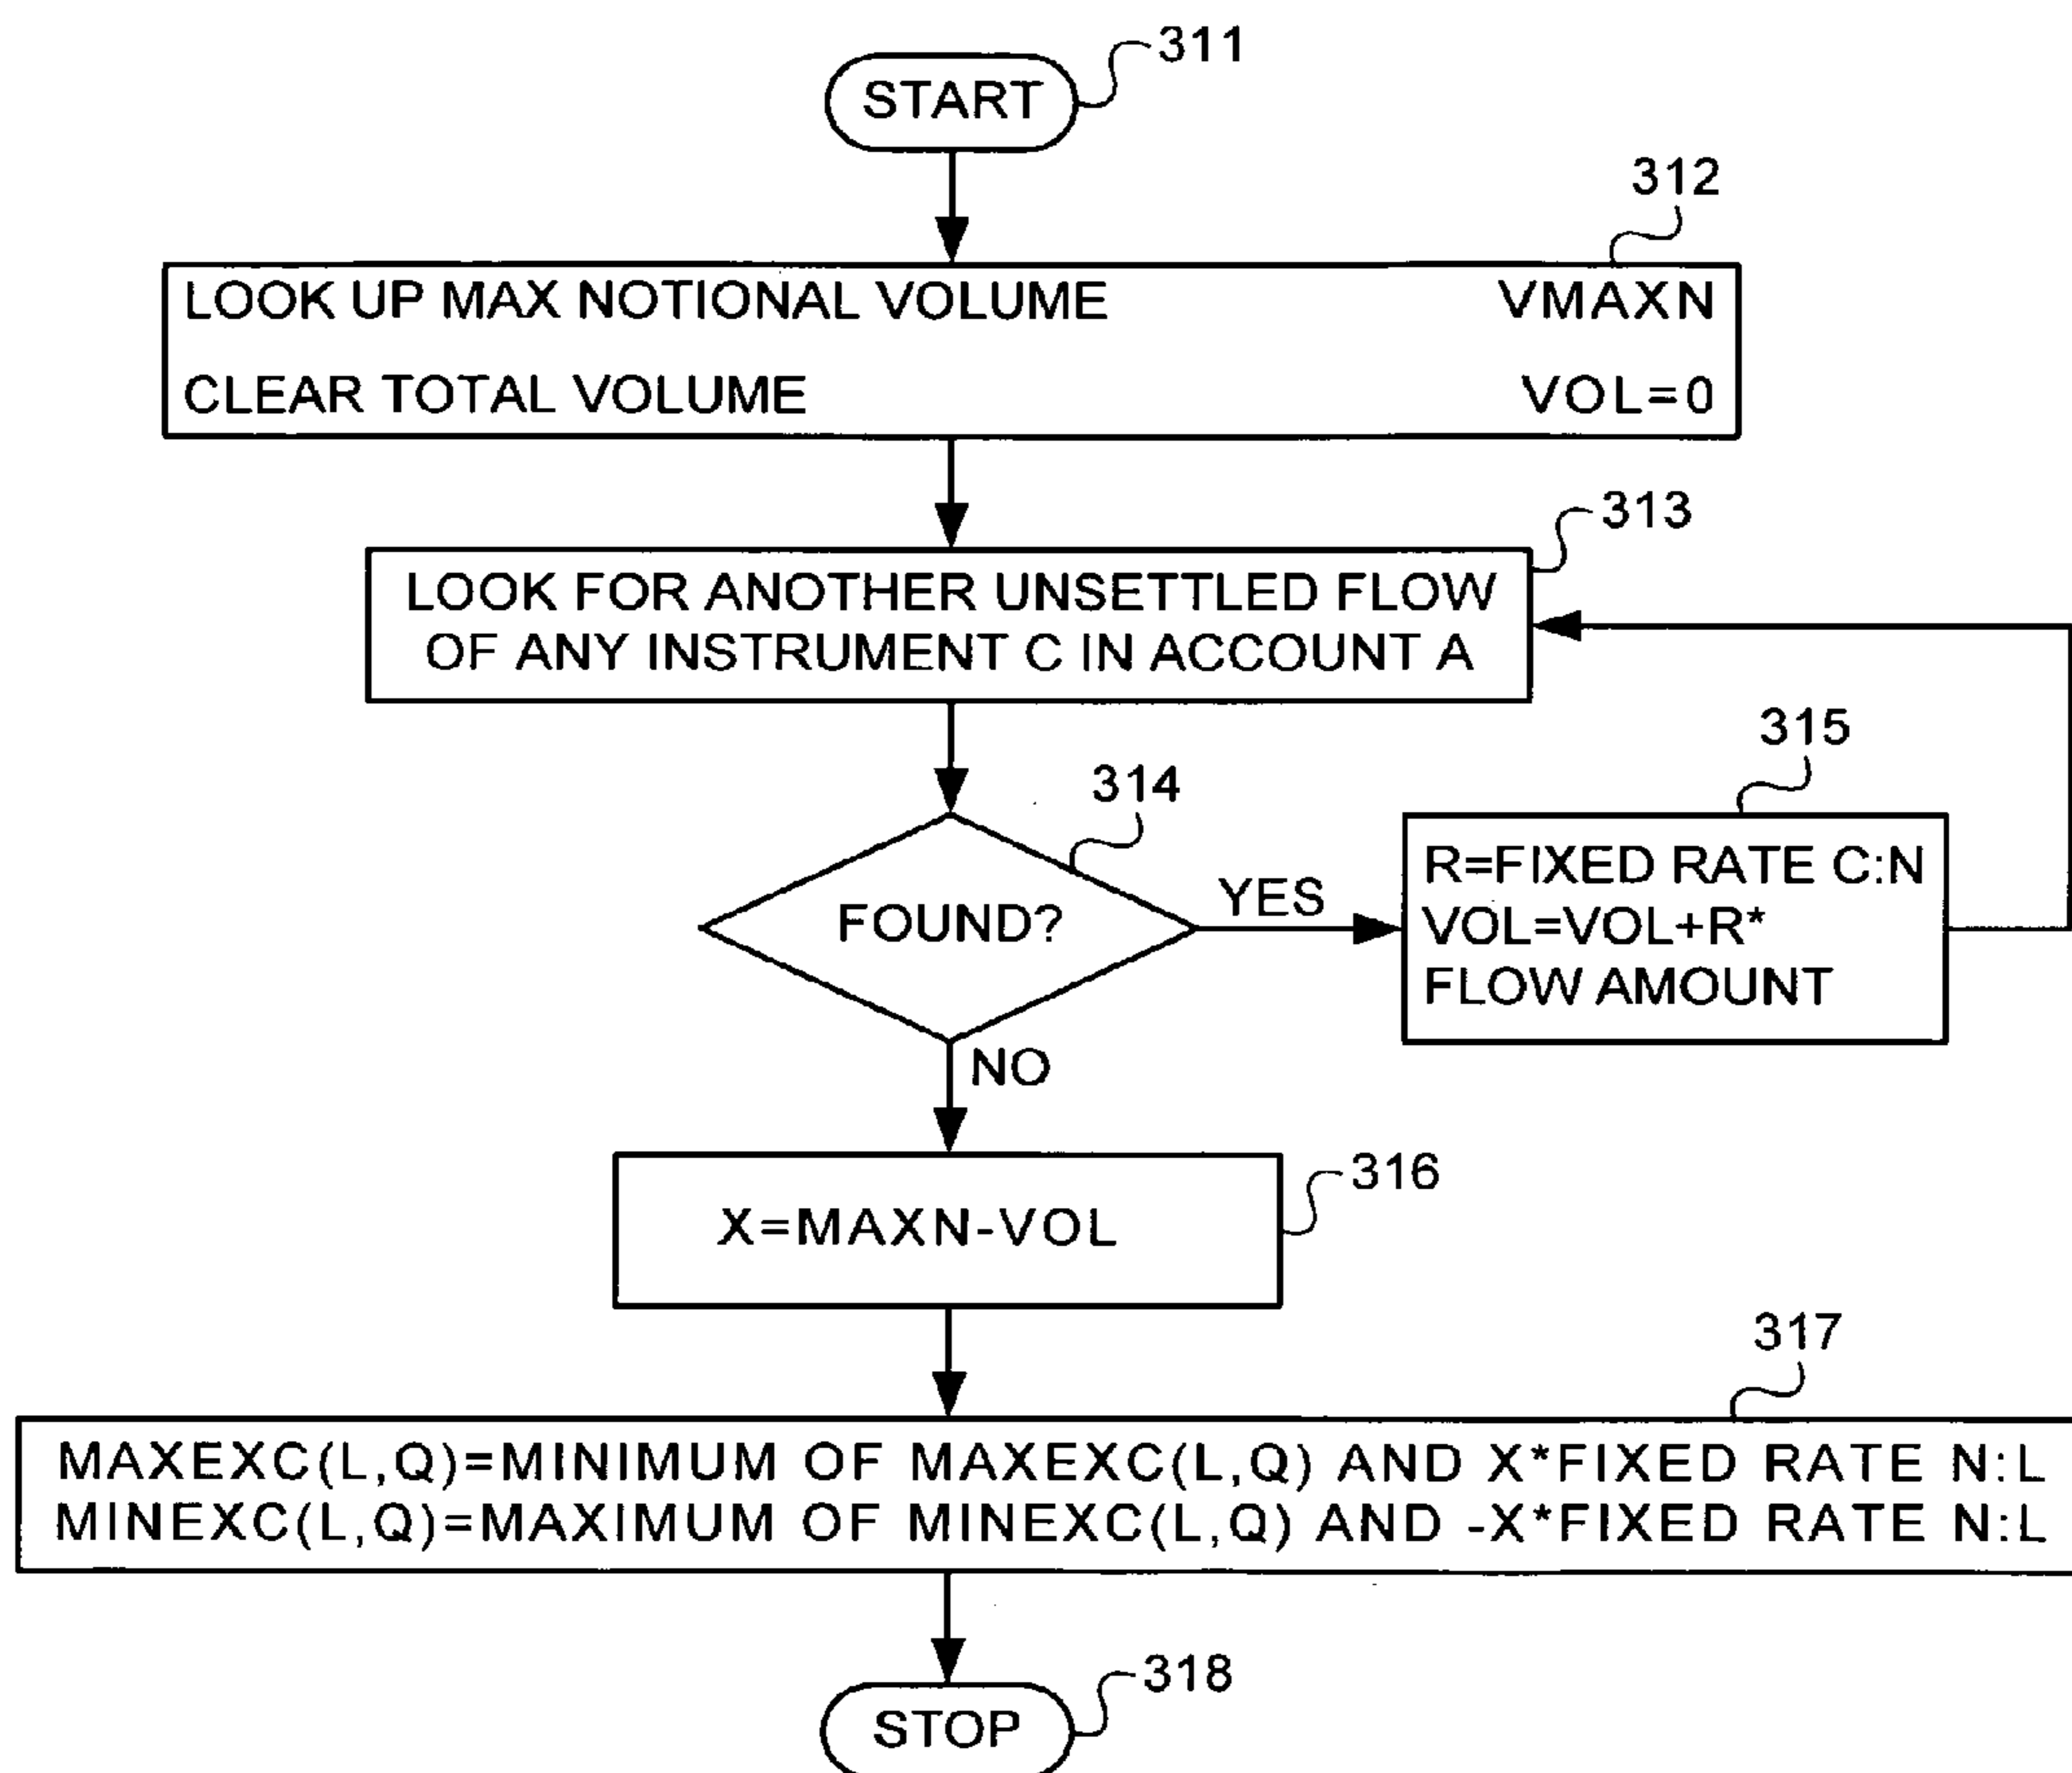 START
311
312
LOOK UP MAX NOTIONAL VOLUME VMAXN
CLEAR TOTAL VOLUME VOL=0
313
LOOK FOR ANOTHER UNSETTLED FLOW
OF ANY INSTRUMENT C IN ACCOUNT A
314
FOUND?
YES
315
R=FIXED RATE C:N
VOL=VOL+R*
FLOW AMOUNT
NO
316
X=MAXN-VOL
317
MAXEXC(L,Q)=MINIMUM OF MAXEXC(L,Q) AND X*FIXED RATE N:L
MINEXC(L,Q)=MAXIMUM OF MINEXC(L,Q) AND -X*FIXED RATE N:L
STOP
318